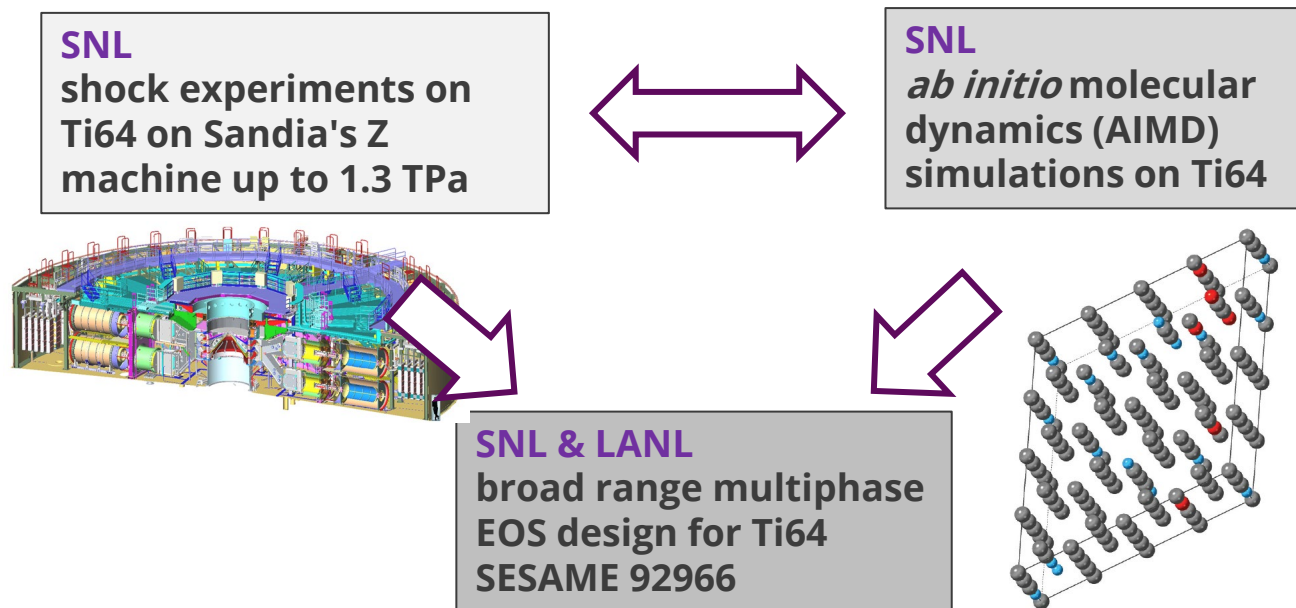 SNL
shock experiments on
Ti64 on Sandia's Z
machine up to 1.3 TPa
SNL
ab initio molecular
dynamics (AIMD)
simulations on Ti64
SNL & LANL
broad range multiphase
EOS design for Ti64
SESAME 92966